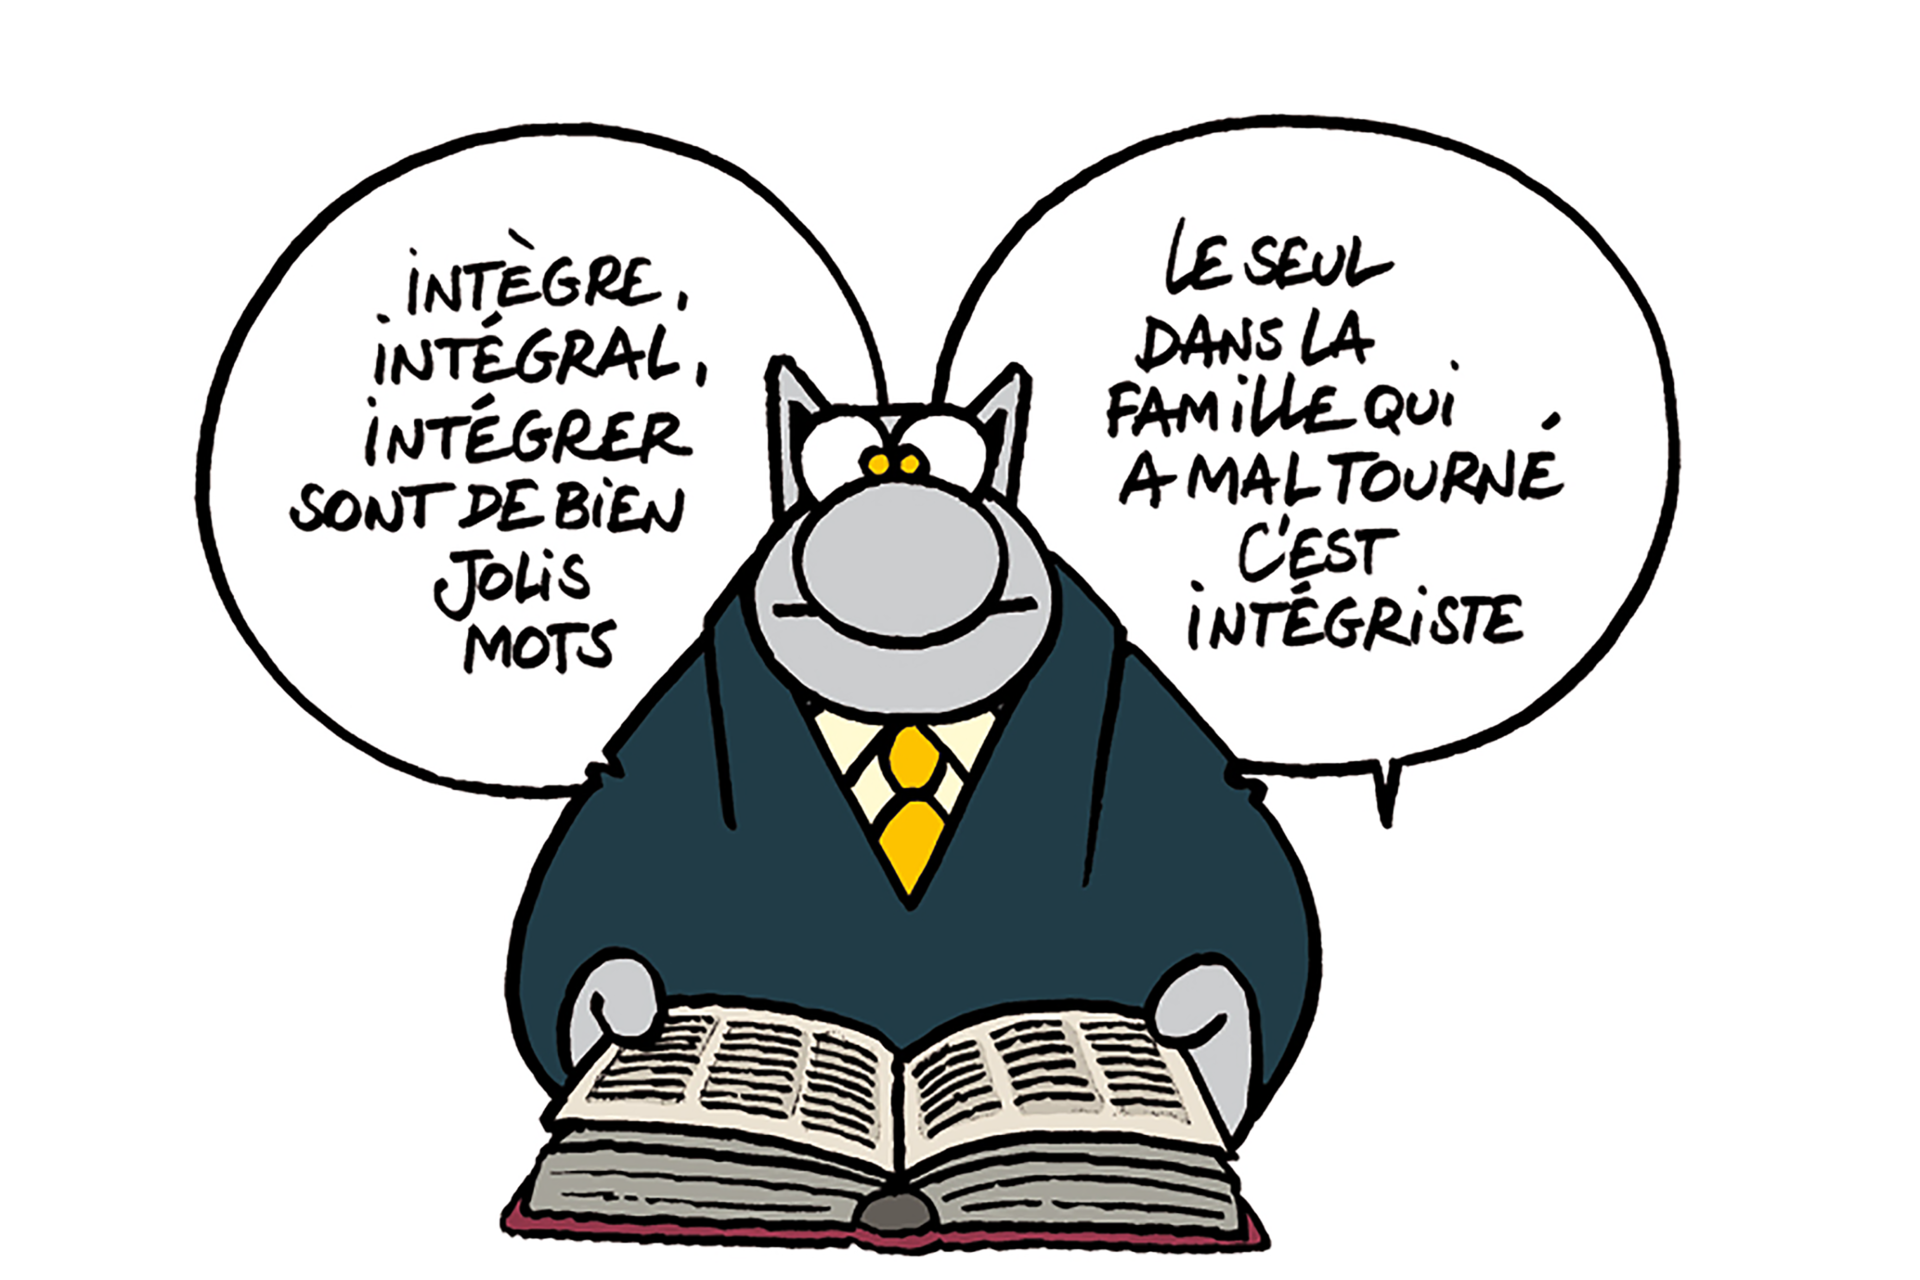 INTÈGRE,
INTÉGRAL,
INTÉGRER
SONT DE BIEN
JOLIS
MOTS
LE SEUL
DANS LA
FAMILLE QUI
A MAL TOURNÉ
C'EST
INTÉGRISTE